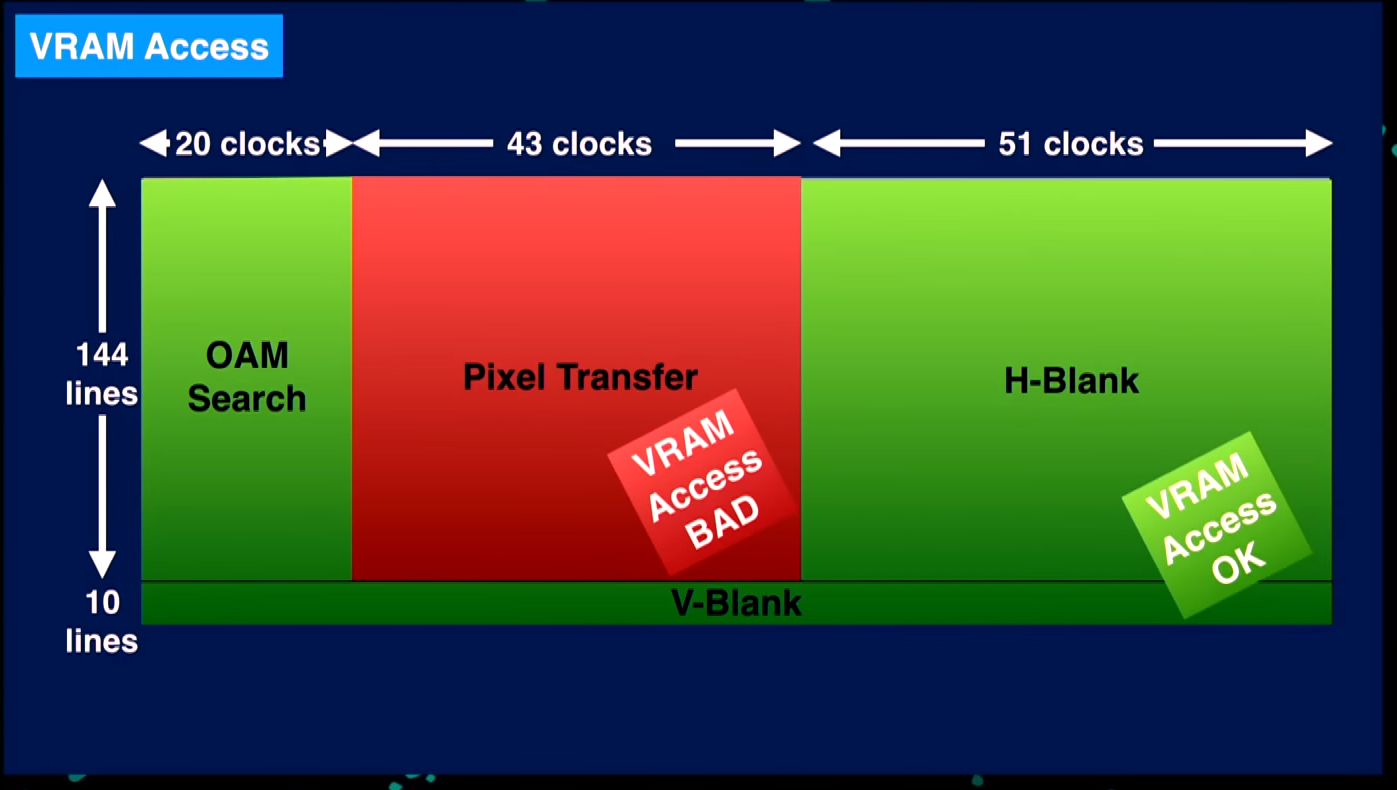 VRAM Access
20 clocks
43 clocks
51 clocks
144
lines
OAM
Search
Pixel Transfer
H-Blank
VRAM
Access
BAD
VRAM
Access
OK
10
lines
V-Blank